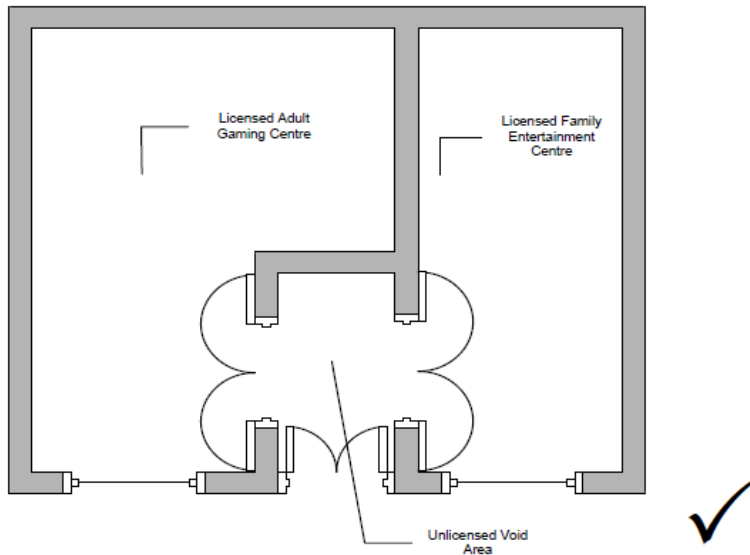 Licensed Adult
Gaming Centre
Licensed Family
Entertainment
Centre
Unlicensed Void
Area